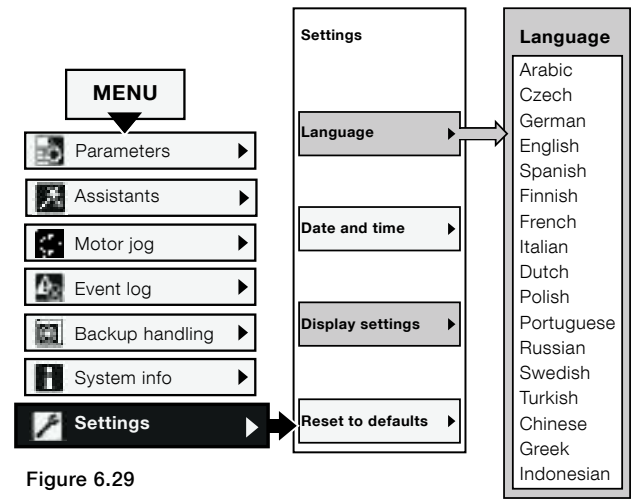 MENU
Parameters
Assistants
Motor jog
Event log
Backup handling
System info
Settings
Settings
Language
Date and time
Display settings
Reset to defaults
Language
Arabic
Czech
German
English
Spanish
Finnish
French
Italian
Dutch
Polish
Portuguese
Russian
Swedish
Turkish
Chinese
Greek
Indonesian
Figure 6.29